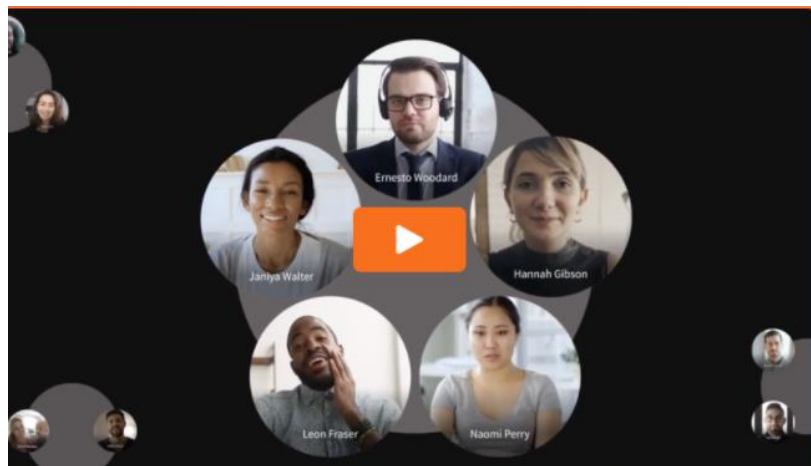 Ernesto Woodard
Janiya Walter
Hannah Gibson
Leon Fraser
Naomi Perry